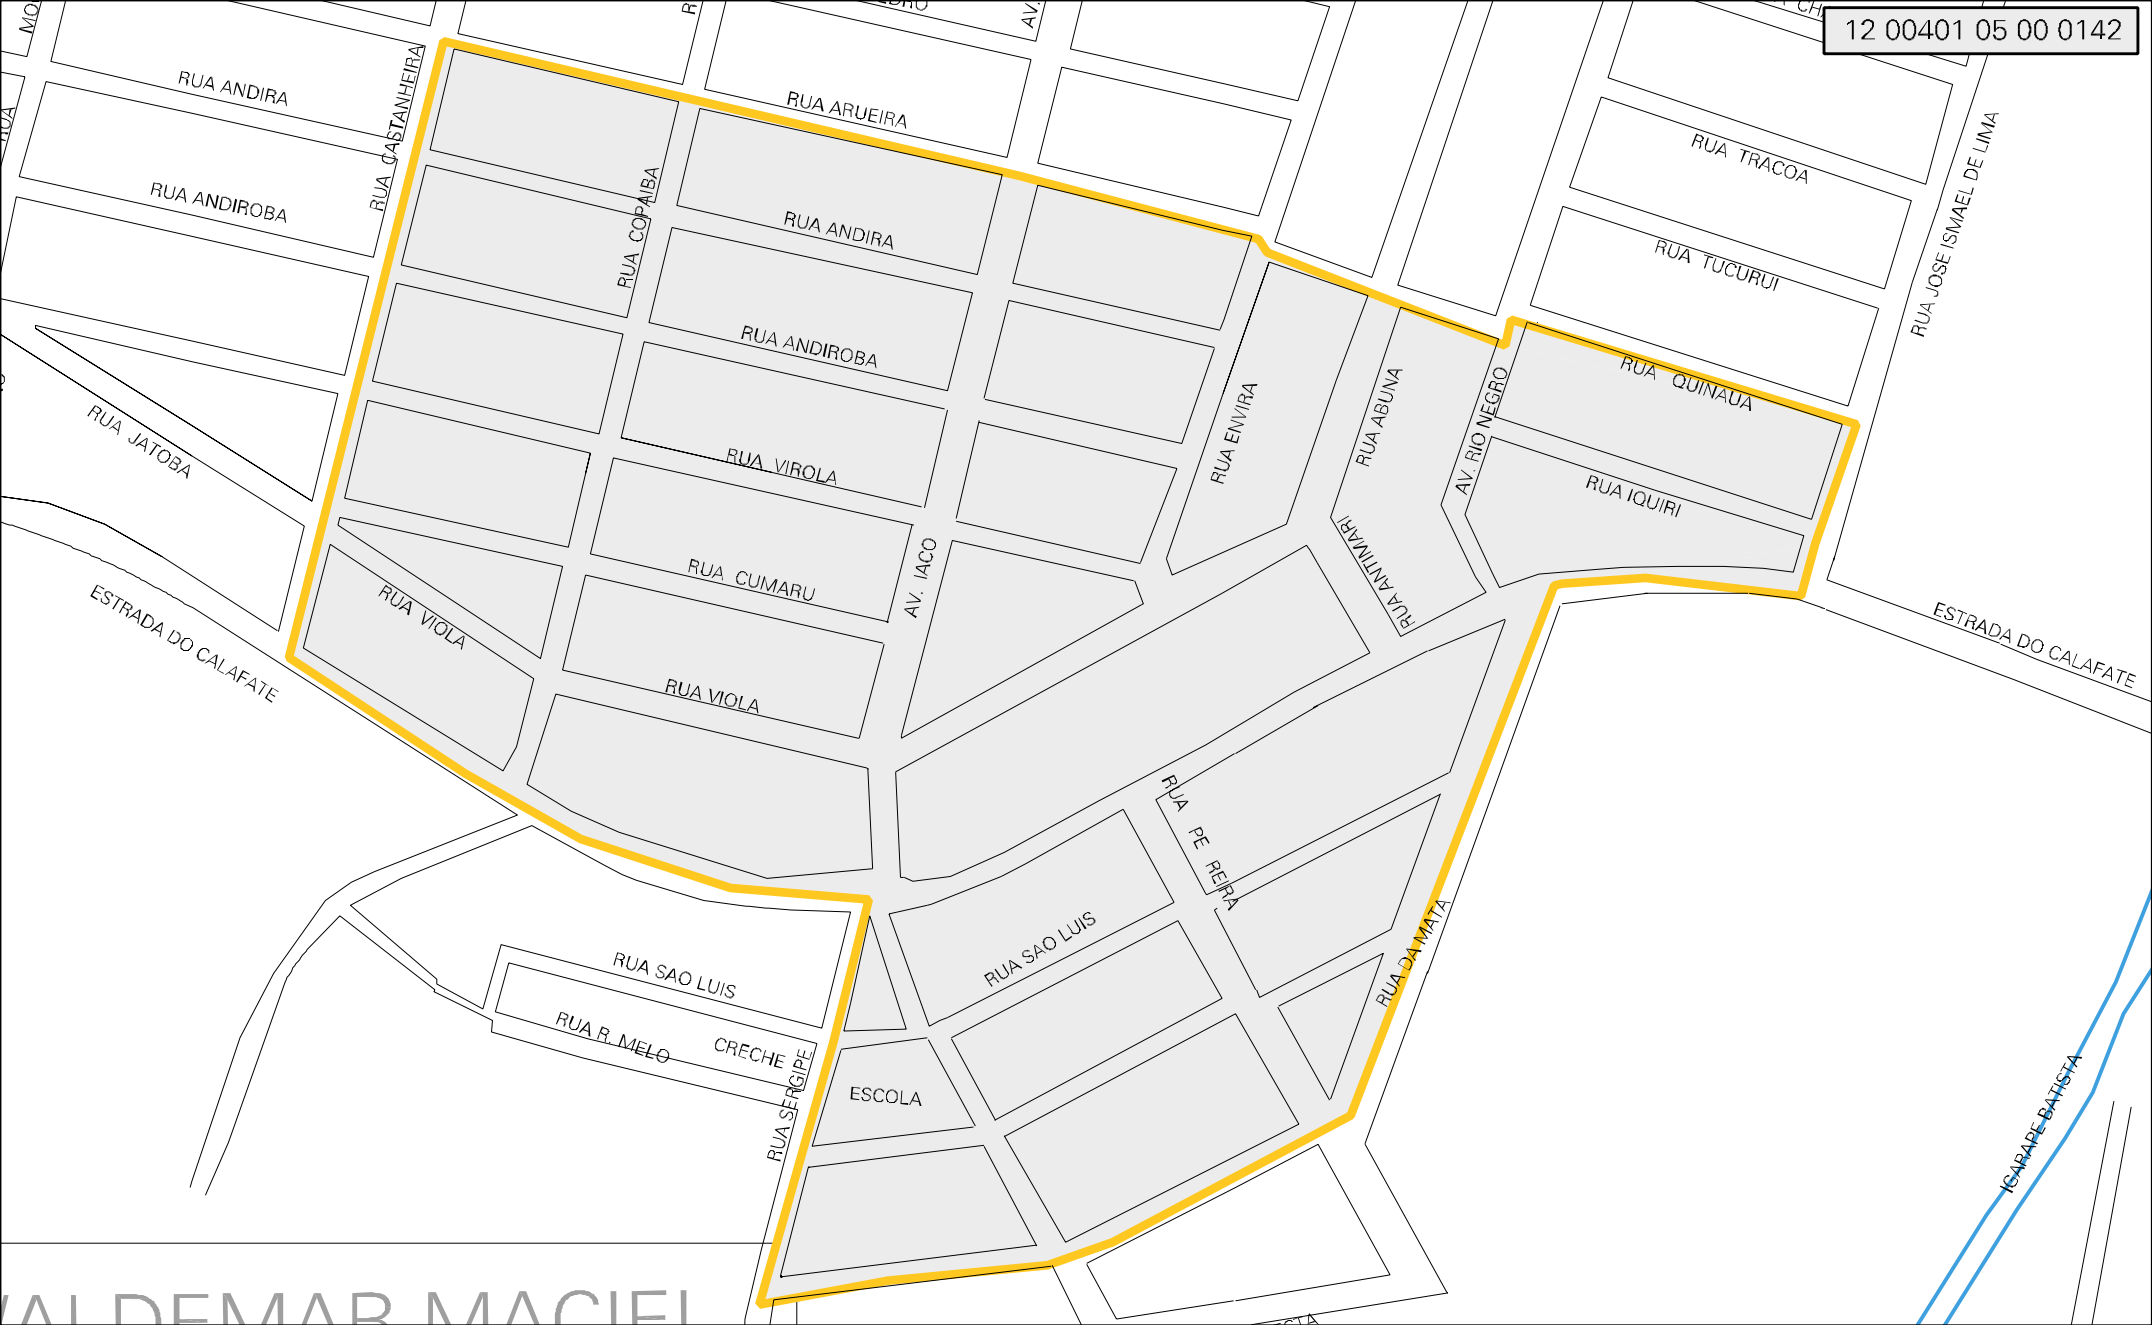 12 00401 05 00 0142
RUA ANDIRA
RUA CASTANHEIRA
RUA ARUEIRA
RUA TRACOA
RUA JOSE ISMAEL DE LIMA
RUA ANDIROBA
RUA COPAIBA
RUA ANDIRA
RUA TUCURUI
RUA ANDIROBA
RUA QUINAUA
RUA ENVIRA
RUA ABUNA
AV. RIO NEGRO
RUA JATOBA
RUA VIROLA
RUA IQUIRI
RUA ANTIMARI
AV. IACO
RUA CUMARU
RUA VIOLA
ESTRADA DO CALAFATE
ESTRADA DO CALAFATE
RUA VIOLA
RUA PE REIRA
RUA SAO LUIS
RUA DA MATA
RUA SAO LUIS
RUA R. MELO
CRECHE
RUA SERGIPE
ESCOLA
IGARAPE BATISTA
VALDEMAR MACIEL